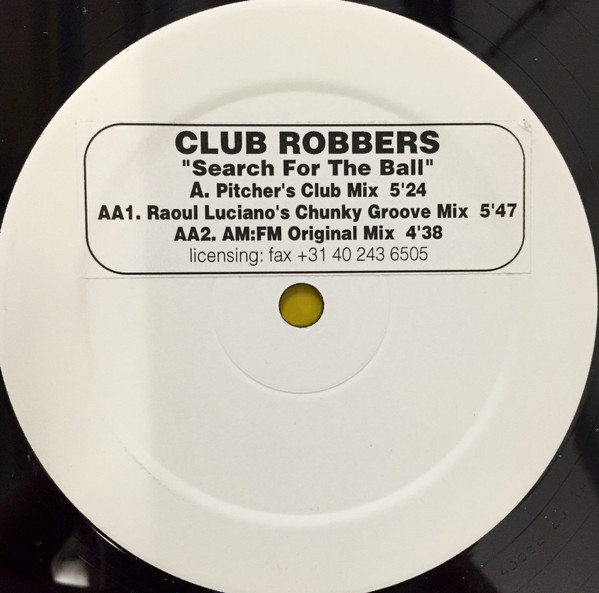 CLUB ROBBERS
"Search For The Ball"
A. Pitcher's Club Mix 5'24
AA1. Raoul Luciano's Chunky Groove Mix 5'47
AA2. AM:FM Original Mix 4'38
licensing: fax +31 40 243 6505